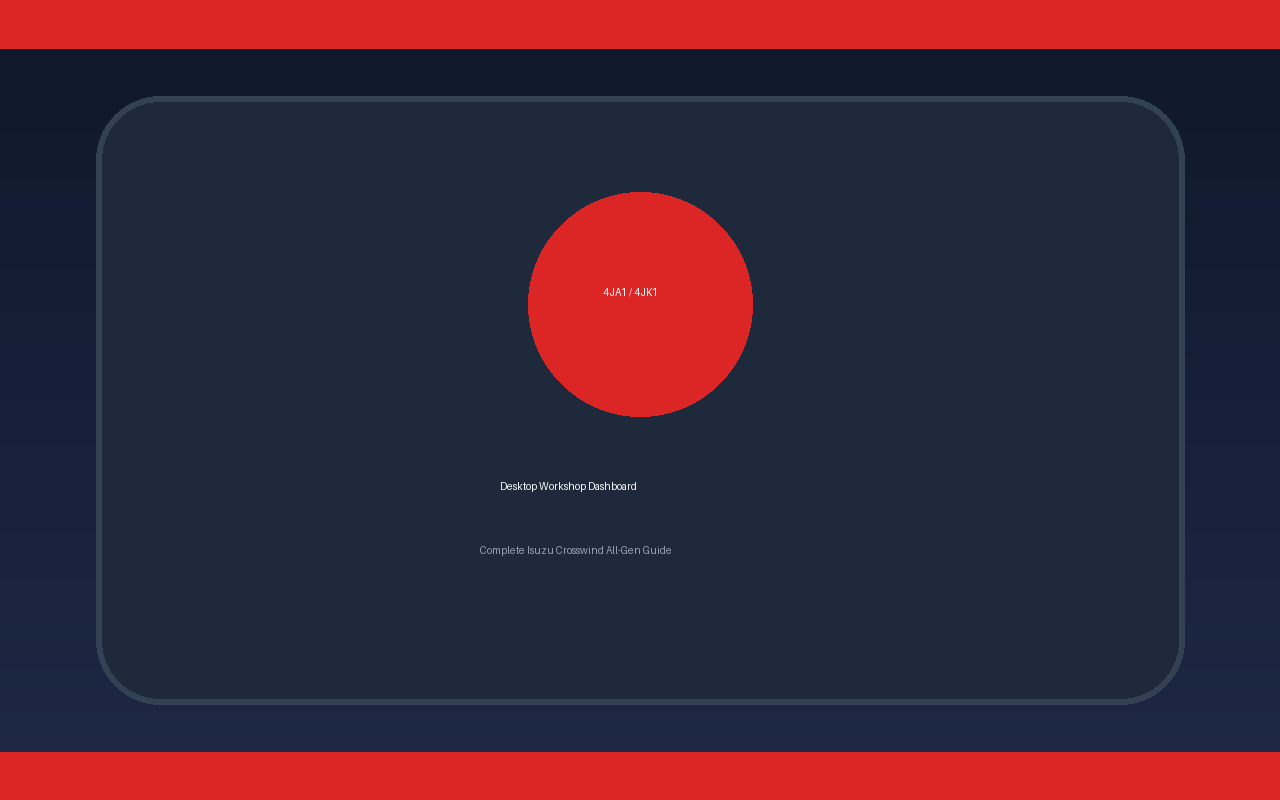 4JA1 / 4JK1
Desktop Workshop Dashboard
Complete Isuzu Crosswind All-Gen Guide